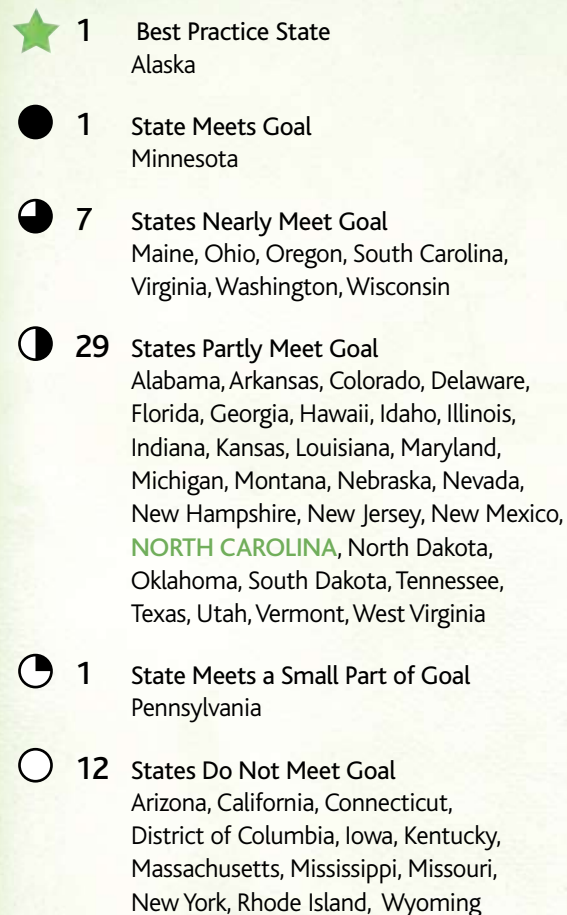 1 Best Practice State
Alaska
1 State Meets Goal
Minnesota
7 States Nearly Meet Goal
Maine, Ohio, Oregon, South Carolina,
Virginia, Washington, Wisconsin
29 States Partly Meet Goal
Alabama, Arkansas, Colorado, Delaware,
Florida, Georgia, Hawaii, Idaho, Illinois,
Indiana, Kansas, Louisiana, Maryland,
Michigan, Montana, Nebraska, Nevada,
New Hampshire, New Jersey, New Mexico,
NORTH CAROLINA, North Dakota,
Oklahoma, South Dakota, Tennessee,
Texas, Utah, Vermont, West Virginia
1 State Meets a Small Part of Goal
Pennsylvania
12 States Do Not Meet Goal
Arizona, California, Connecticut,
District of Columbia, Iowa, Kentucky,
Massachusetts, Mississippi, Missouri,
New York, Rhode Island, Wyoming